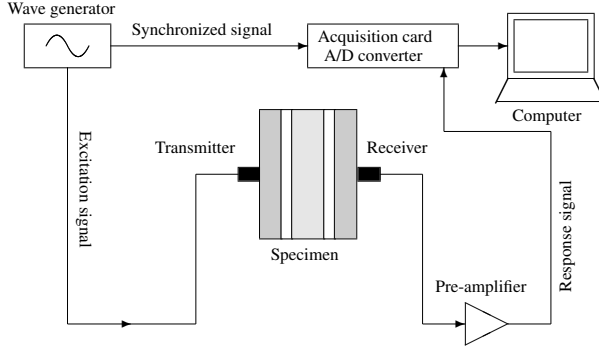 Wave generator
Synchronized signal
Acquisition card
A/D converter
Computer
Excitation signal
Transmitter
Receiver
Specimen
Pre-amplifier
Response signal